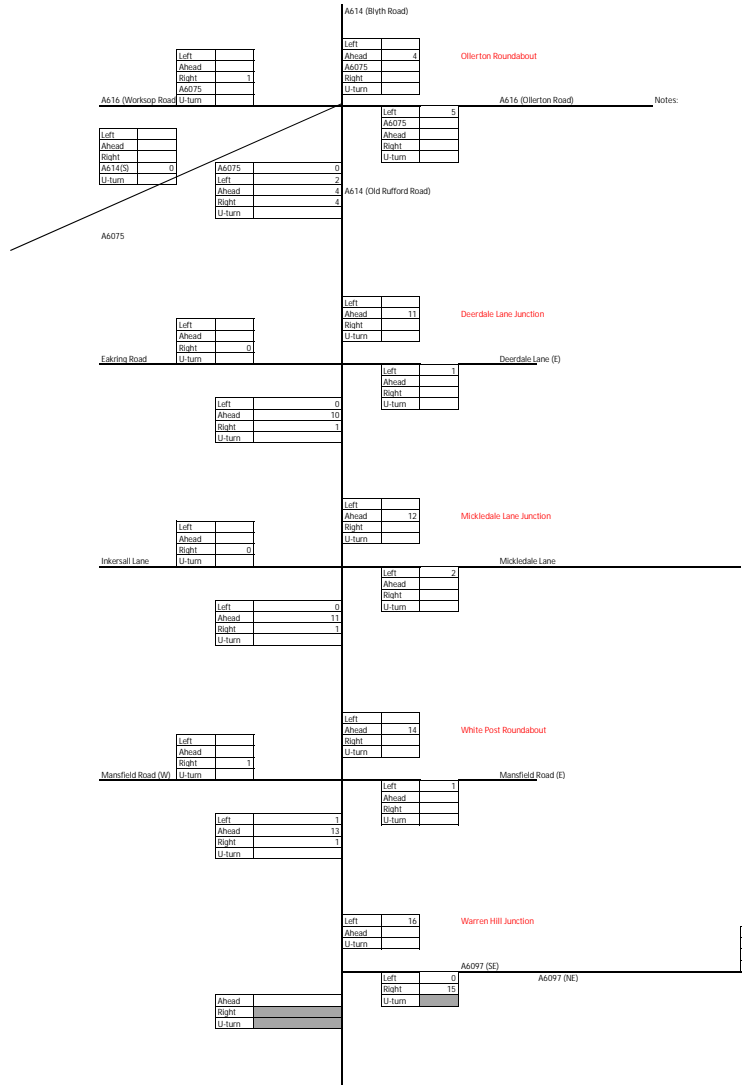 A614 (Blyth Road)
Left
Ahead 4
A6075
Right
U-turn
Ollerton Roundabout
Left
Ahead
Right 1
A6075
U-turn
A616 (Worksop Road
A616 (Ollerton Road)
Notes:
Left 5
A6075
Ahead
Right
U-turn
Left
Ahead
Right
A614(S) 0
U-turn
A6075 0
Left 2
Ahead 4
Right 4
U-turn
A614 (Old Rufford Road)
A6075
Left
Ahead 11
Right
U-turn
Deerdale Lane Junction
Left
Ahead
Right 0
U-turn
Eakring Road
Deerdale Lane (E)
Left 1
Ahead
Right
U-turn
Left 0
Ahead 10
Right 1
U-turn
Left
Ahead 12
Right
U-turn
Mickledale Lane Junction
Left
Ahead
Right 0
U-turn
Inkersall Lane
Mickledale Lane
Left 2
Ahead
Right
U-turn
Left 0
Ahead 11
Right 1
U-turn
Left
Ahead 14
Right
U-turn
White Post Roundabout
Left
Ahead
Right 1
U-turn
Mansfield Road (W)
Mansfield Road (E)
Left 1
Ahead
Right
U-turn
Left 1
Ahead 13
Right 1
U-turn
Left 16
Ahead
U-turn
Warren Hill Junction
A6097 (SE)
A6097 (NE)
Left 0
Right 15
U-turn
Ahead
Right
U-turn